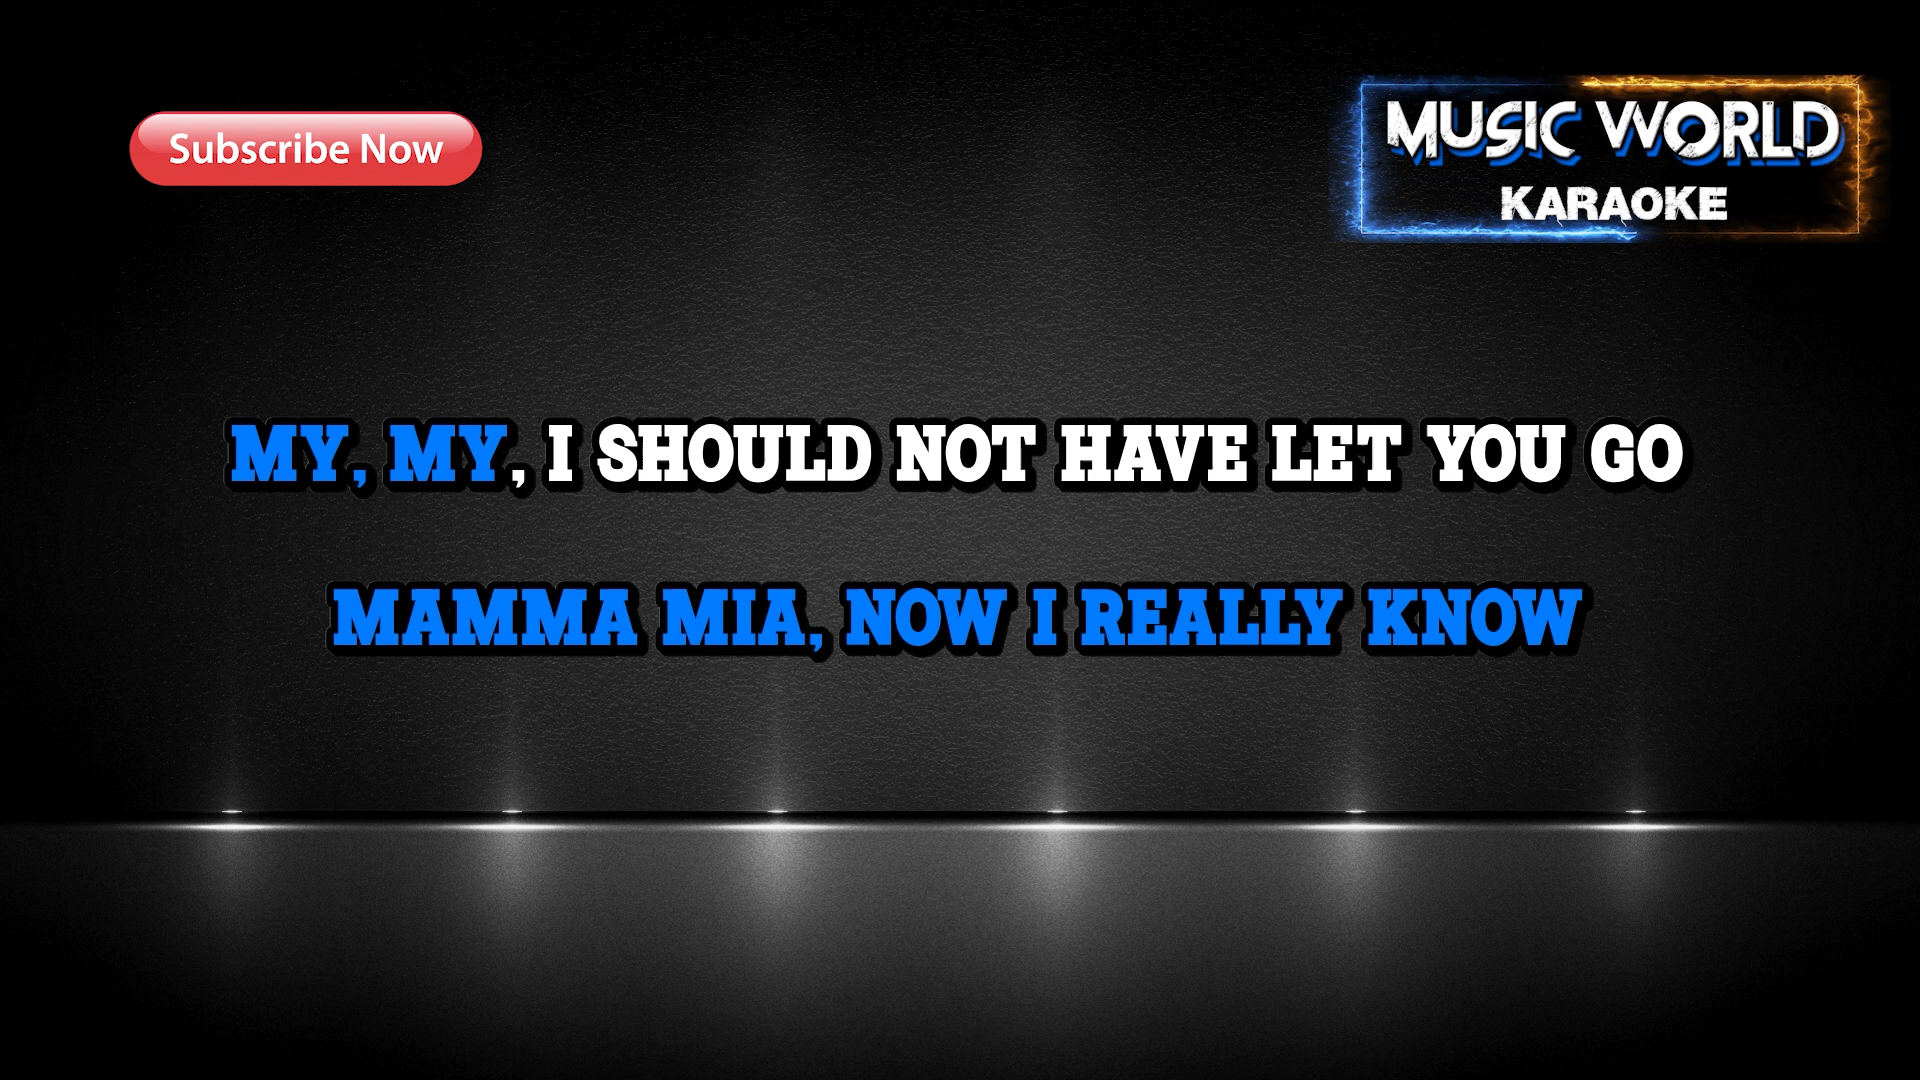 Subscribe Now
MUSIC WORLD
KARAOKE
MY, MY, I SHOULD NOT HAVE LET YOU GO
MAMMA MIA, NOW I REALLY KNOW